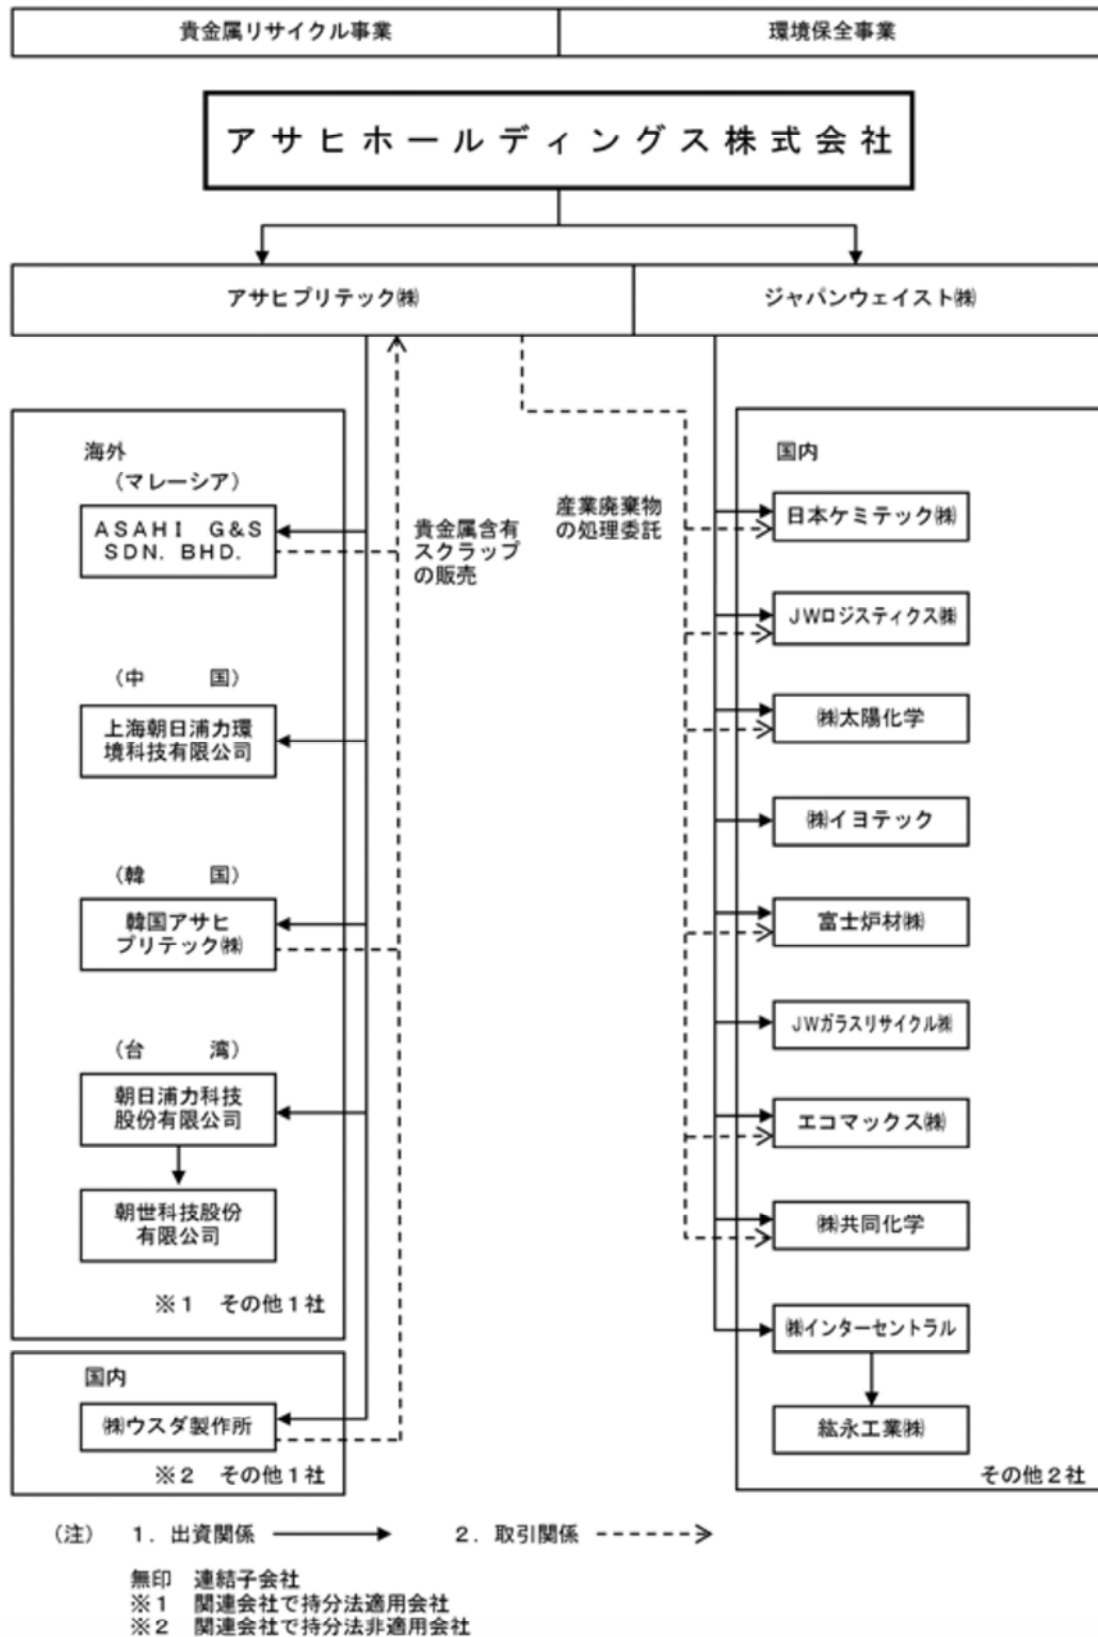 貴金属リサイクル事業
環境保全事業
アサヒホールディングス株式会社
アサヒプリテック㈱
ジャパンウェイスト㈱
海外
（マレーシア）
ASAHI G&S
SDN. BHD.
（中　　国）
上海朝日浦力環
境科技有限公司
（韓　　国）
韓国アサヒ
プリテック㈱
（台　　湾）
朝日浦力科技
股份有限公司
朝世科技股份
有限公司
※１　その他１社
国内
㈱ウスダ製作所
※２　その他１社
貴金属含有
スクラップ
の販売
産業廃棄物
の処理委託
国内
日本ケミテック㈱
JWロジスティクス㈱
㈱太陽化学
㈱イヨテック
富士炉材㈱
JWガラスリサイクル㈱
エコマックス㈱
㈱共同化学
㈱インターセントラル
紘永工業㈱
その他２社
（注）　１．出資関係　２．取引関係
無印　連結子会社
※１　関連会社で持分法適用会社
※２　関連会社で持分法非適用会社